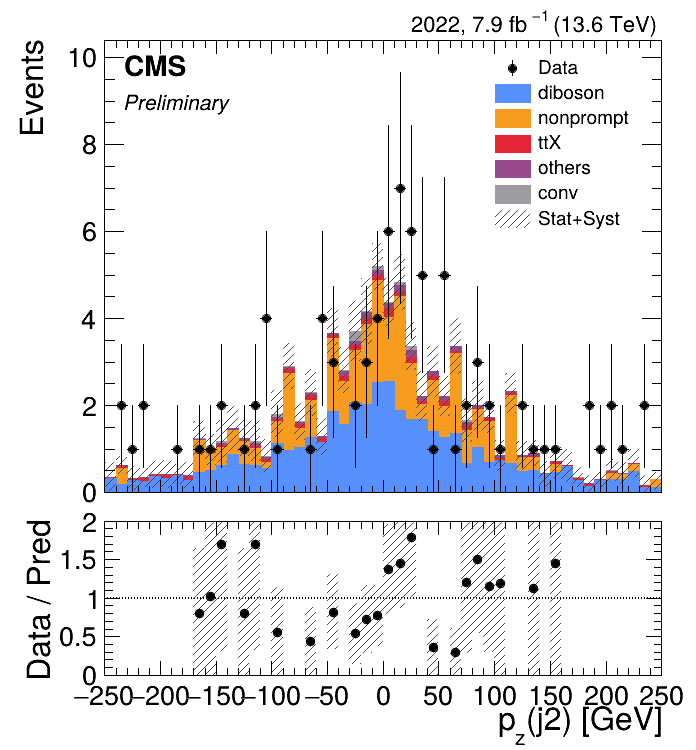 2022, 7.9 fb⁻¹ (13.6 TeV)
Events
10
8
6
4
2
0
CMS
Preliminary
Data
diboson
nonprompt
ttX
others
conv
Stat+Syst
Data / Pred
2
1.5
1
0.5
0
−250−200−150−100−50 0 50 100 150 200 250
p_z(j2) [GeV]